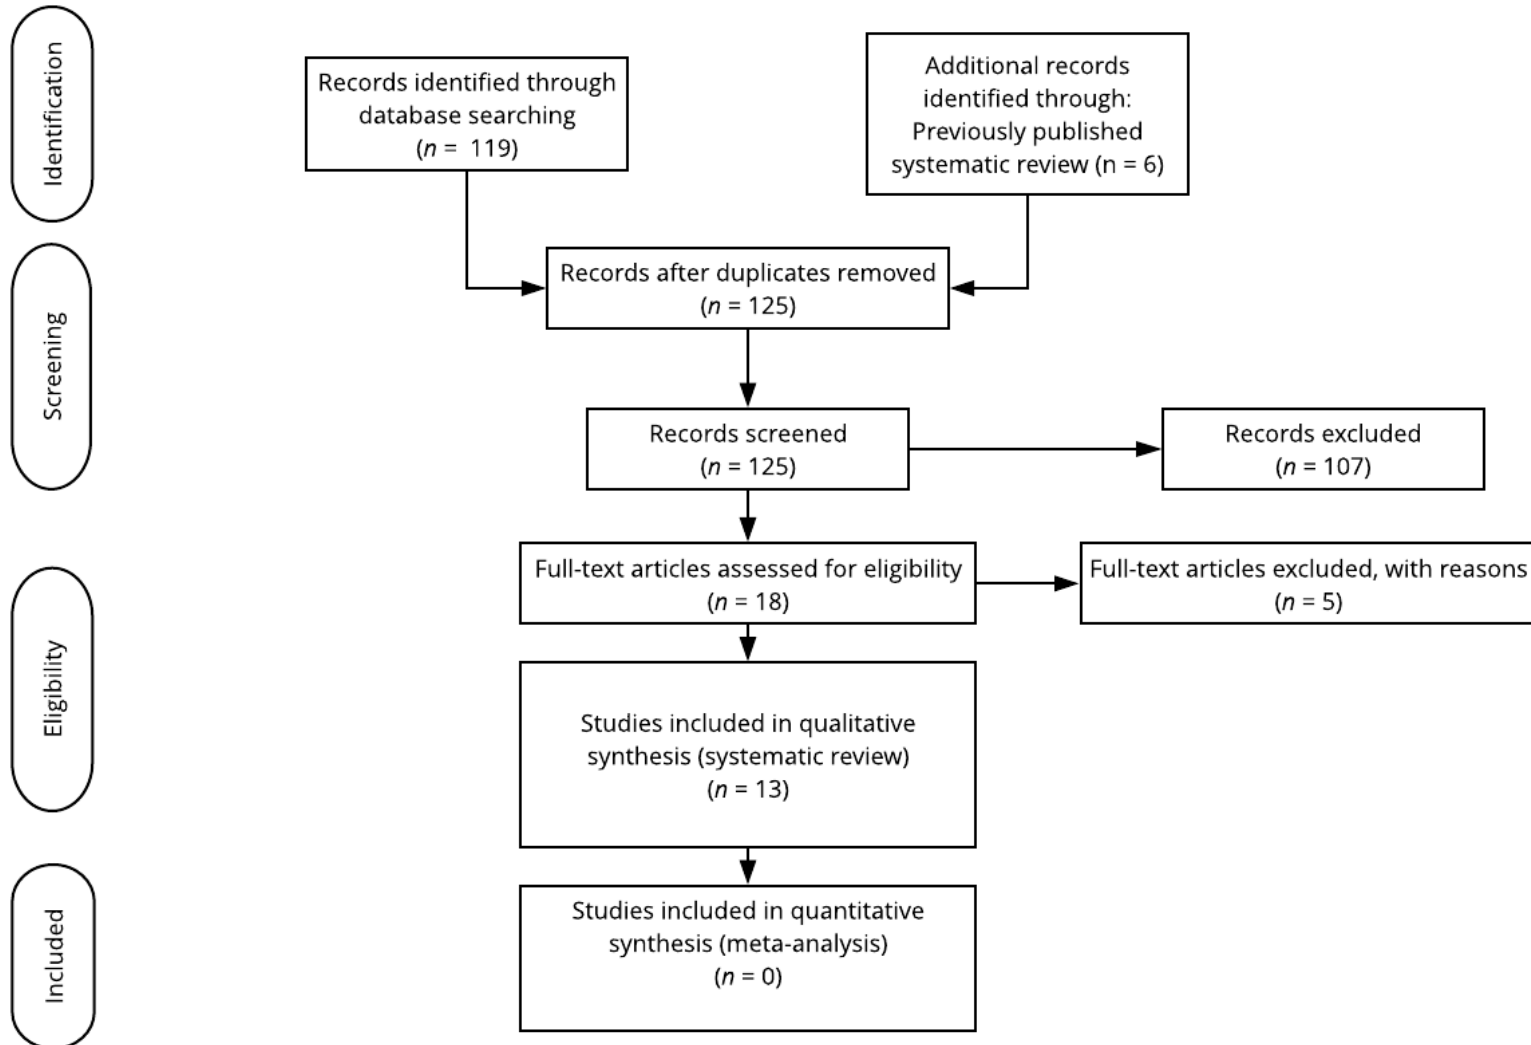 Identification
Records identified through
database searching
(n = 119)
Additional records
identified through:
Previously published
systematic review (n = 6)
Screening
Records after duplicates removed
(n = 125)
Records screened
(n = 125)
Records excluded
(n = 107)
Eligibility
Full-text articles assessed for eligibility
(n = 18)
Full-text articles excluded, with reasons
(n = 5)
Studies included in qualitative
synthesis (systematic review)
(n = 13)
Included
Studies included in quantitative
synthesis (meta-analysis)
(n = 0)